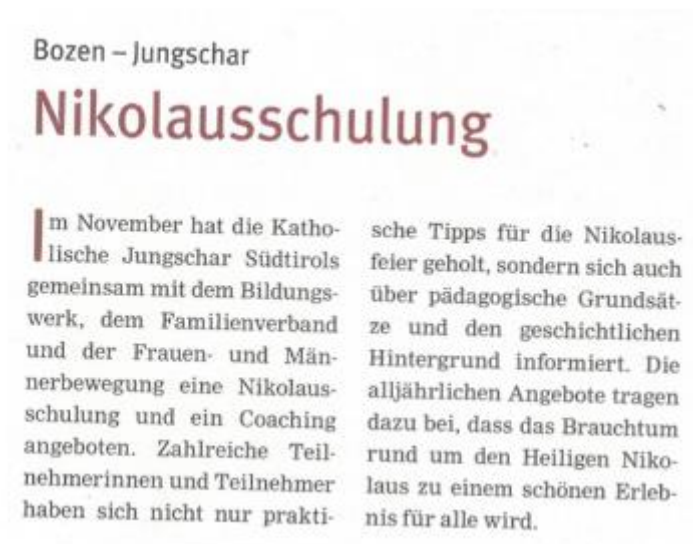 Bozen – Jungschar
Nikolausschulung
Im November hat die Katho-
lische Jungschar Südtirols
gemeinsam mit dem Bildungs-
werk, dem Familienverband
und der Frauen- und Män-
nerbewegung eine Nikolaus-
schulung und ein Coaching
angeboten. Zahlreiche Teil-
nehmerinnen und Teilnehmer
haben sich nicht nur prakti-
sche Tipps für die Nikolaus-
feier geholt, sondern sich auch
über pädagogische Grundsät-
ze und den geschichtlichen
Hintergrund informiert. Die
alljährlichen Angebote tragen
dazu bei, dass das Brauchtum
rund um den Heiligen Niko-
laus zu einem schönen Erleb-
nis für alle wird.